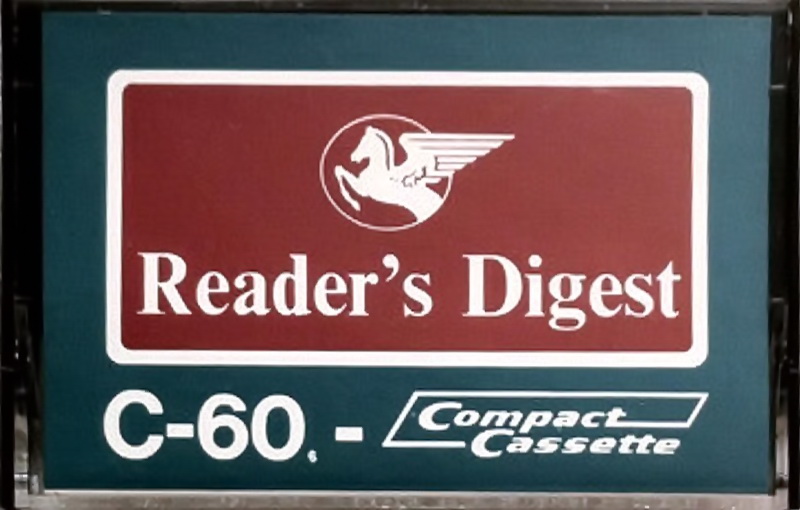 Reader's Digest
C-60. -
Compact
Cassette